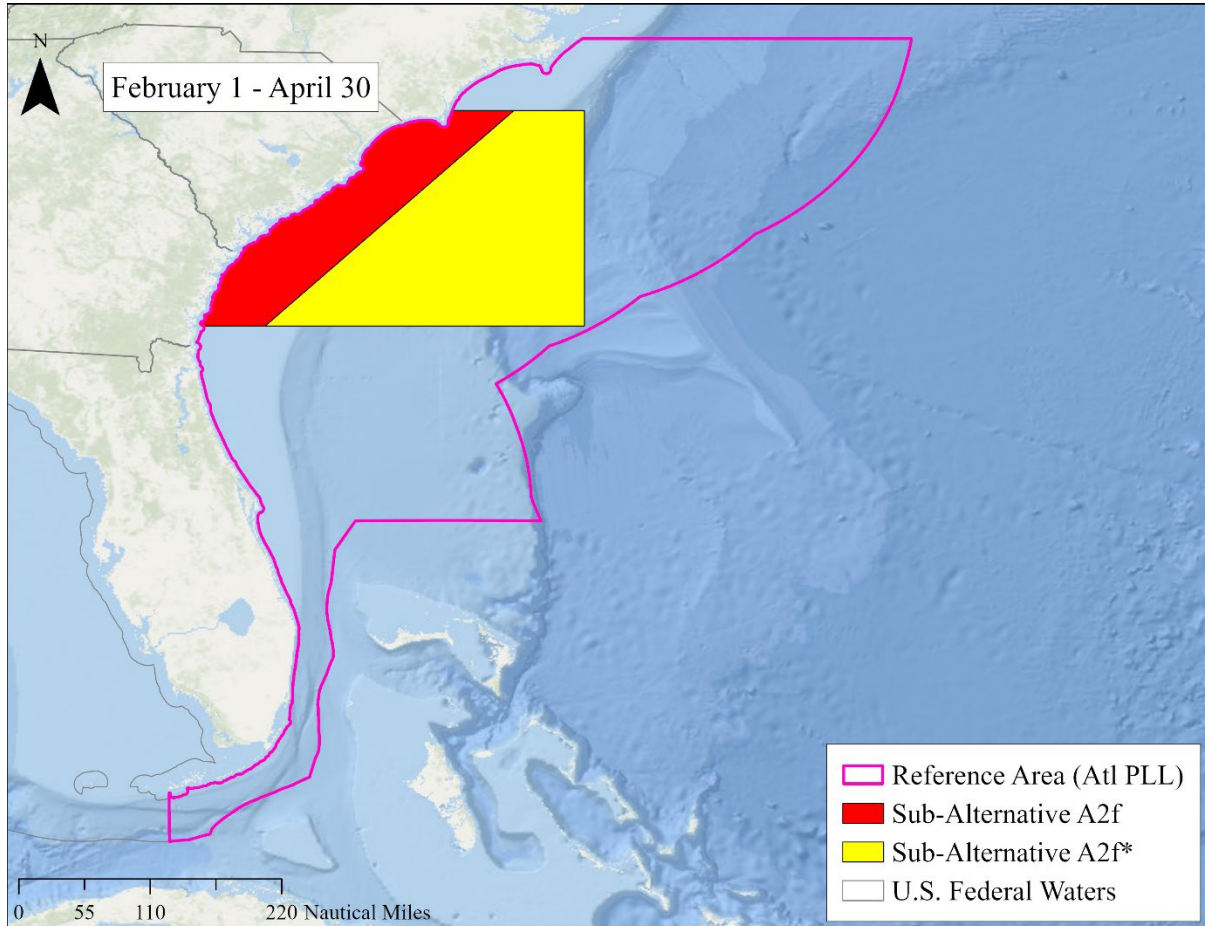 N
February 1 - April 30
Reference Area (Atl PLL)
Sub-Alternative A2f
Sub-Alternative A2f*
U.S. Federal Waters
0 55 110 220 Nautical Miles